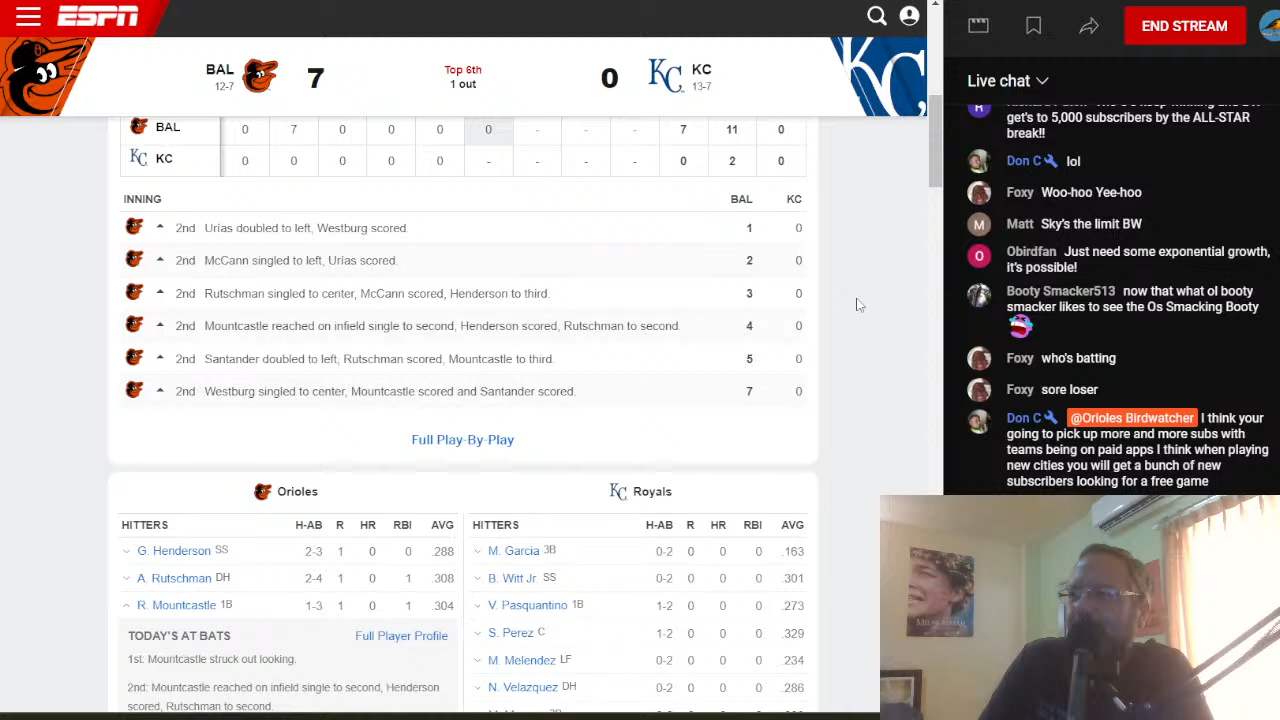 ESPN
BAL
12-7
7
Top 6th
1 out
0
KC
13-7
END STREAM
Live chat
BAL 0 7 0 0 0 0 - - - 7 11 0
KC 0 0 0 0 0 - - - - 0 2 0
INNING BAL KC
2nd Urias doubled to left, Westburg scored. 1 0
2nd McCann singled to left, Urias scored. 2 0
2nd Rutschman singled to center, McCann scored, Henderson to third. 3 0
2nd Mountcastle reached on infield single to second, Henderson scored, Rutschman to second. 4 0
2nd Santander doubled to left, Rutschman scored, Mountcastle to third. 5 0
2nd Westburg singled to center, Mountcastle scored and Santander scored. 7 0
Full Play-By-Play
Orioles
HITTERS H-AB R HR RBI AVG
G. Henderson SS 2-3 1 0 0 .288
A. Rutschman DH 2-4 1 0 1 .308
R. Mountcastle 1B 1-3 1 0 1 .304
TODAY'S AT BATS Full Player Profile
1st: Mountcastle struck out looking.
2nd: Mountcastle reached on infield single to second, Henderson
scored, Rutschman to second.
KC Royals
HITTERS H-AB R HR RBI AVG
M. Garcia 3B 0-2 0 0 0 .163
B. Witt Jr. SS 0-2 0 0 0 .301
V. Pasquantino 1B 1-2 0 0 0 .273
S. Perez C 1-2 0 0 0 .329
M. Melendez LF 0-2 0 0 0 .234
N. Velazquez DH 0-2 0 0 0 .286
get's to 5,000 subscribers by the ALL-STAR
break!!
Don C lol
Foxy Woo-hoo Yee-hoo
M Matt Sky's the limit BW
O Obirdfan Just need some exponential growth,
it's possible!
Booty Smacker513 now that what ol booty
smacker likes to see the Os Smacking Booty
Foxy who's batting
Foxy sore loser
Don C @Orioles Birdwatcher I think your
going to pick up more and more subs with
teams being on paid apps I think when playing
new cities you will get a bunch of new
subscribers looking for a free game